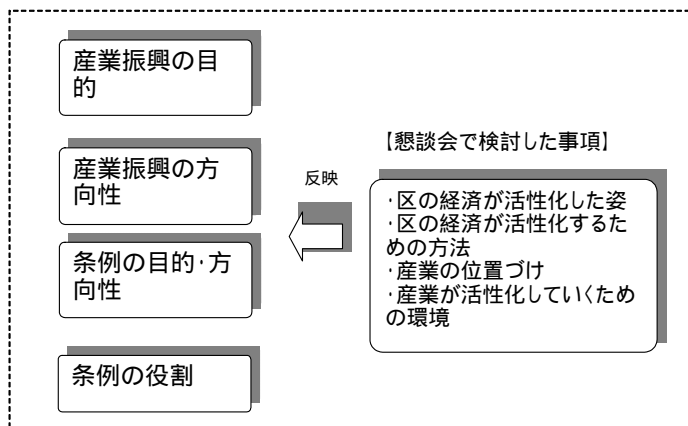 産業振興の目
的
産業振興の方
向性
条例の目的・方
向性
条例の役割
反映
【懇談会で検討した事項】
・区の経済が活性化した姿
・区の経済が活性化するた
めの方法
・産業の位置づけ
・産業が活性化していくため
の環境